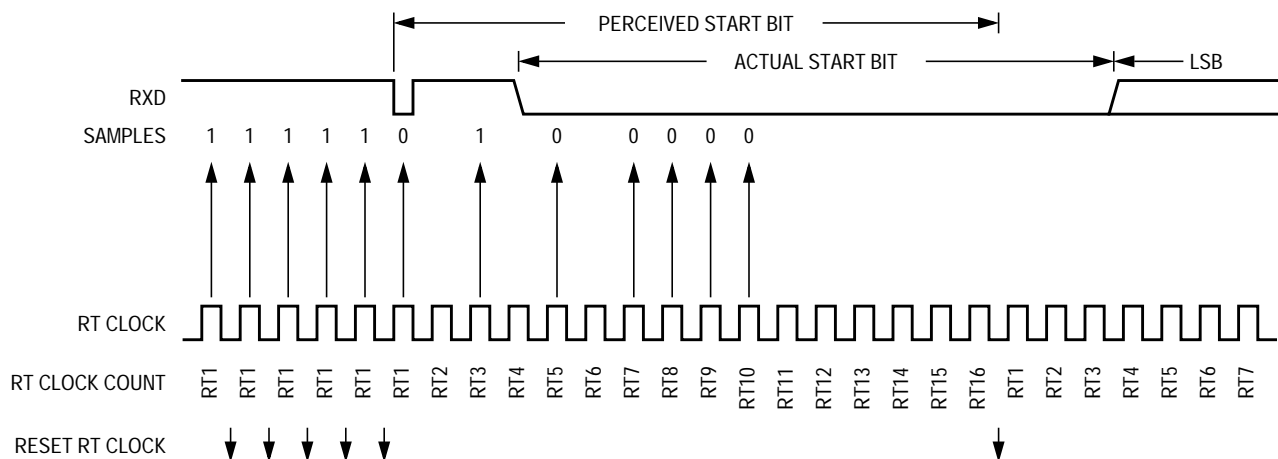 PERCEIVED START BIT
ACTUAL START BIT LSB
RXD
SAMPLES 1 1 1 1 1 0 1 0 0 0 0 0
RT CLOCK
RT CLOCK COUNT RT1 RT1 RT1 RT1 RT1 RT1 RT2 RT3 RT4 RT5 RT6 RT7 RT8 RT9 RT10 RT11 RT12 RT13 RT14 RT15 RT16 RT1 RT2 RT3 RT4 RT5 RT6 RT7
RESET RT CLOCK